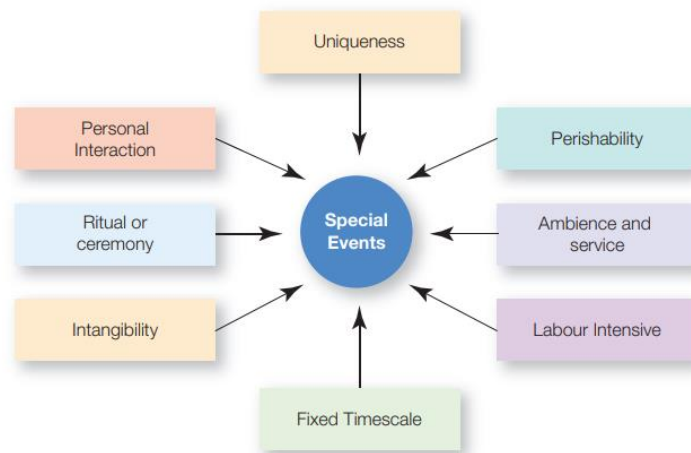 Uniqueness
Personal
Interaction
Perishability
Ritual or
ceremony
Special
Events
Ambience and
service
Intangibility
Labour Intensive
Fixed Timescale